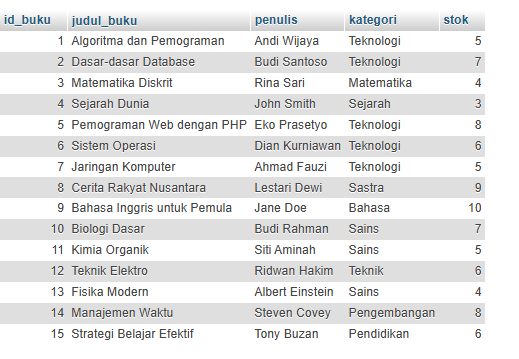 id_buku judul_buku penulis kategori stok
1 Algoritma dan Pemograman Andi Wijaya Teknologi 5
2 Dasar-dasar Database Budi Santoso Teknologi 7
3 Matematika Diskrit Rina Sari Matematika 4
4 Sejarah Dunia John Smith Sejarah 3
5 Pemograman Web dengan PHP Eko Prasetyo Teknologi 8
6 Sistem Operasi Dian Kurniawan Teknologi 6
7 Jaringan Komputer Ahmad Fauzi Teknologi 5
8 Cerita Rakyat Nusantara Lestari Dewi Sastra 9
9 Bahasa Inggris untuk Pemula Jane Doe Bahasa 10
10 Biologi Dasar Budi Rahman Sains 7
11 Kimia Organik Siti Aminah Sains 5
12 Teknik Elektro Ridwan Hakim Teknik 6
13 Fisika Modern Albert Einstein Sains 4
14 Manajemen Waktu Steven Covey Pengembangan 8
15 Strategi Belajar Efektif Tony Buzan Pendidikan 6